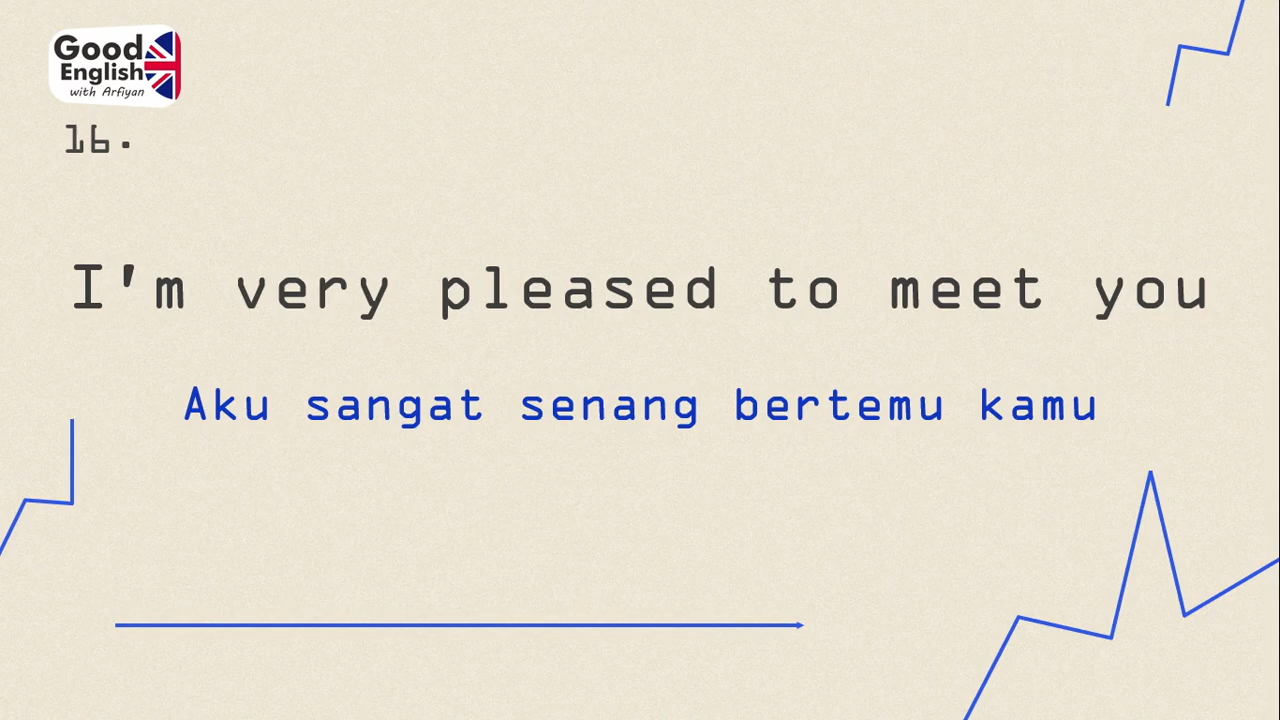 Good
English
with Arfiyan
16.
I'm very pleased to meet you
Aku sangat senang bertemu kamu